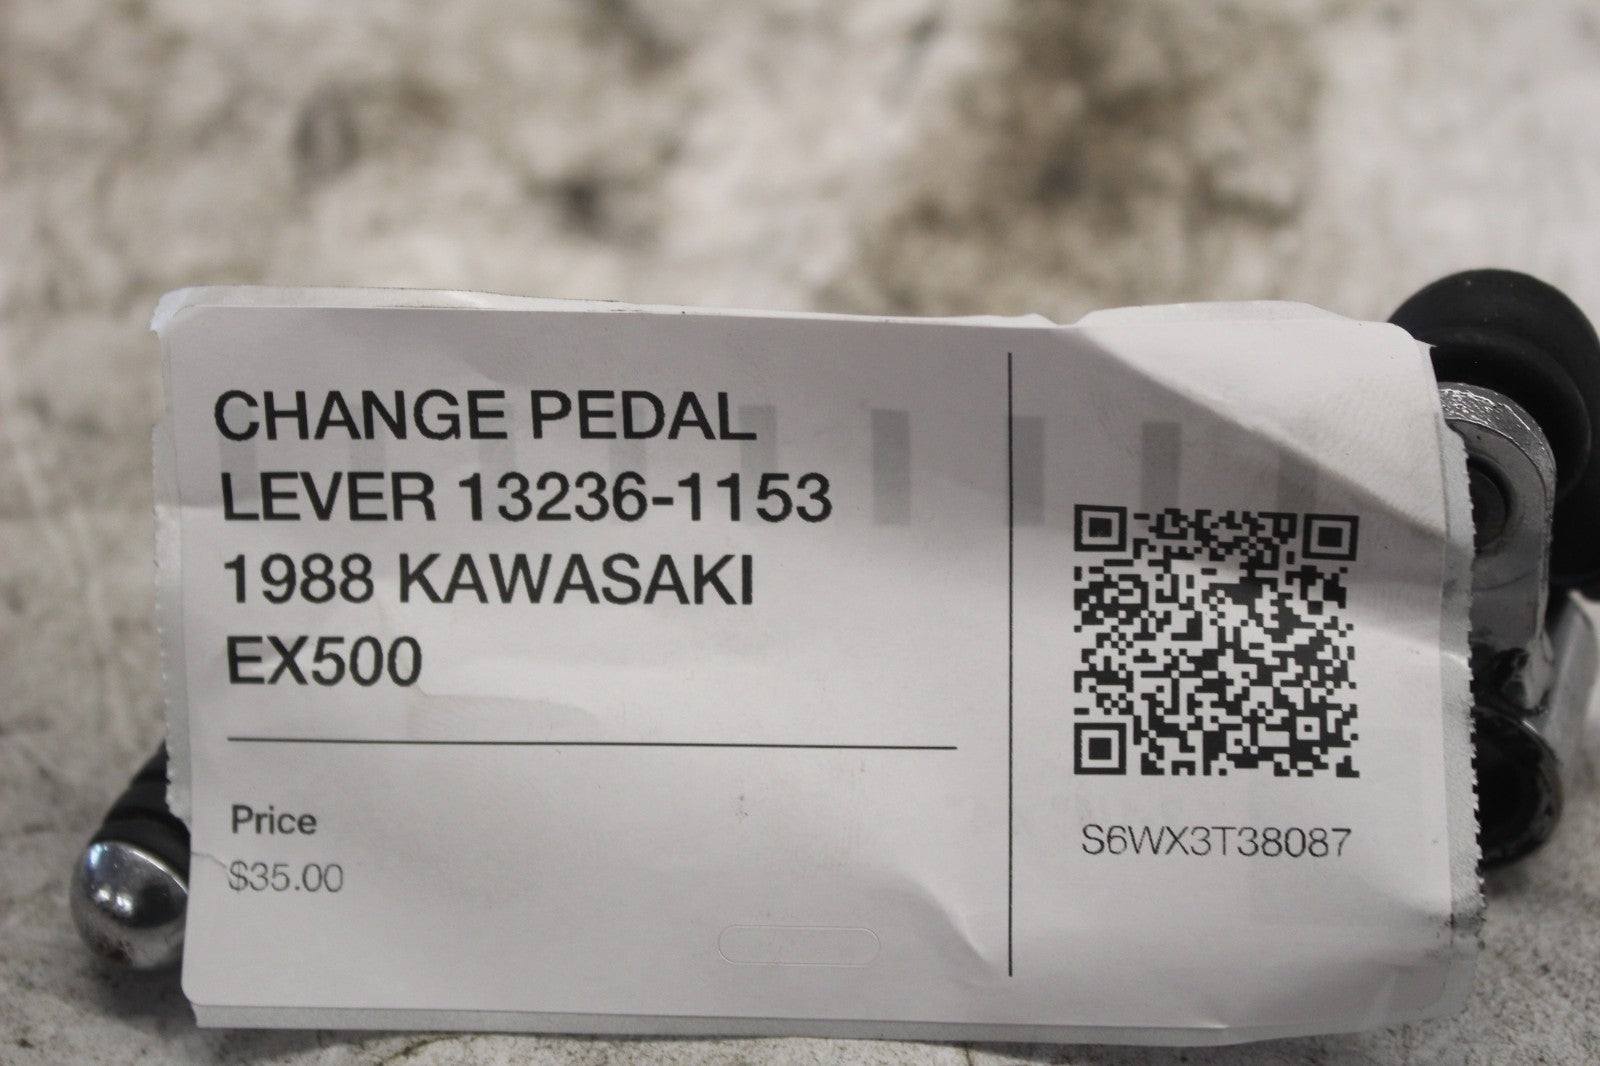 CHANGE PEDAL
LEVER 13236-1153
1988 KAWASAKI
EX500
Price
$35.00
S6WX3T38087